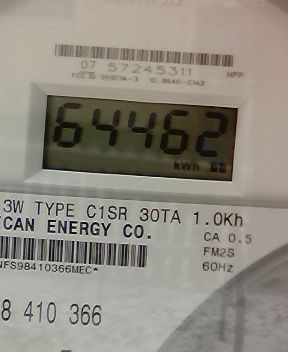 07 57245311 HPP
64462
kWh
3W TYPE C1SR 30TA 1.0Kh
CAN ENERGY CO. CA 0.5
FM2S
NFS98410366MEC* 60Hz
8 410 366